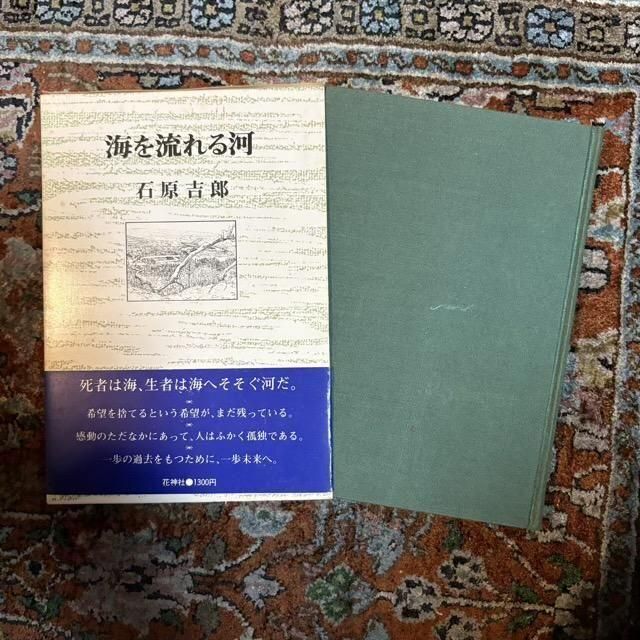 海を流れる河
石原吉郎
死者は海、生者は海へそそぐ河だ。
希望を捨てるという希望が、まだ残っている。
感動のただなかにあって、人はふかく孤独である。
一歩の過去をもつために、一歩未来へ。
花神社●1300円